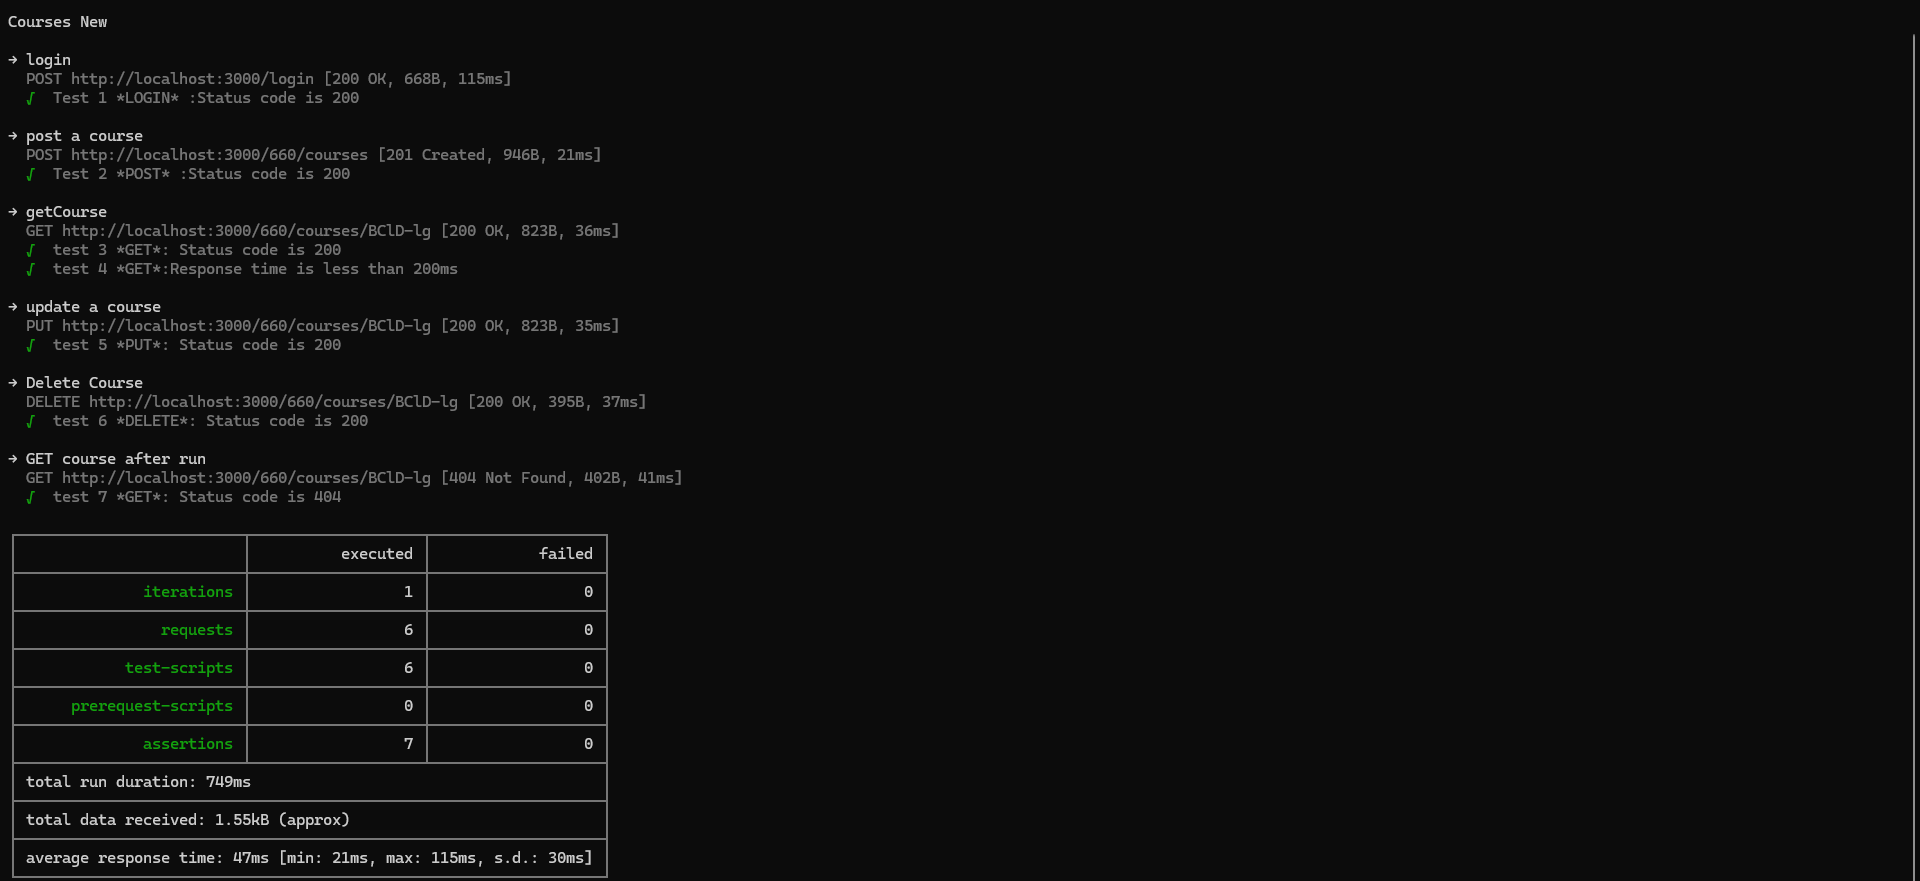 Courses New
→ login
POST http://localhost:3000/login [200 OK, 668B, 115ms]
√ Test 1 *LOGIN* :Status code is 200
→ post a course
POST http://localhost:3000/660/courses [201 Created, 946B, 21ms]
√ Test 2 *POST* :Status code is 200
→ getCourse
GET http://localhost:3000/660/courses/BClD-lg [200 OK, 823B, 36ms]
√ test 3 *GET*: Status code is 200
√ test 4 *GET*:Response time is less than 200ms
→ update a course
PUT http://localhost:3000/660/courses/BClD-lg [200 OK, 823B, 35ms]
√ test 5 *PUT*: Status code is 200
→ Delete Course
DELETE http://localhost:3000/660/courses/BClD-lg [200 OK, 395B, 37ms]
√ test 6 *DELETE*: Status code is 200
→ GET course after run
GET http://localhost:3000/660/courses/BClD-lg [404 Not Found, 402B, 41ms]
√ test 7 *GET*: Status code is 404
executed failed
iterations 1 0
requests 6 0
test-scripts 6 0
prerequest-scripts 0 0
assertions 7 0
total run duration: 749ms
total data received: 1.55kB (approx)
average response time: 47ms [min: 21ms, max: 115ms, s.d.: 30ms]